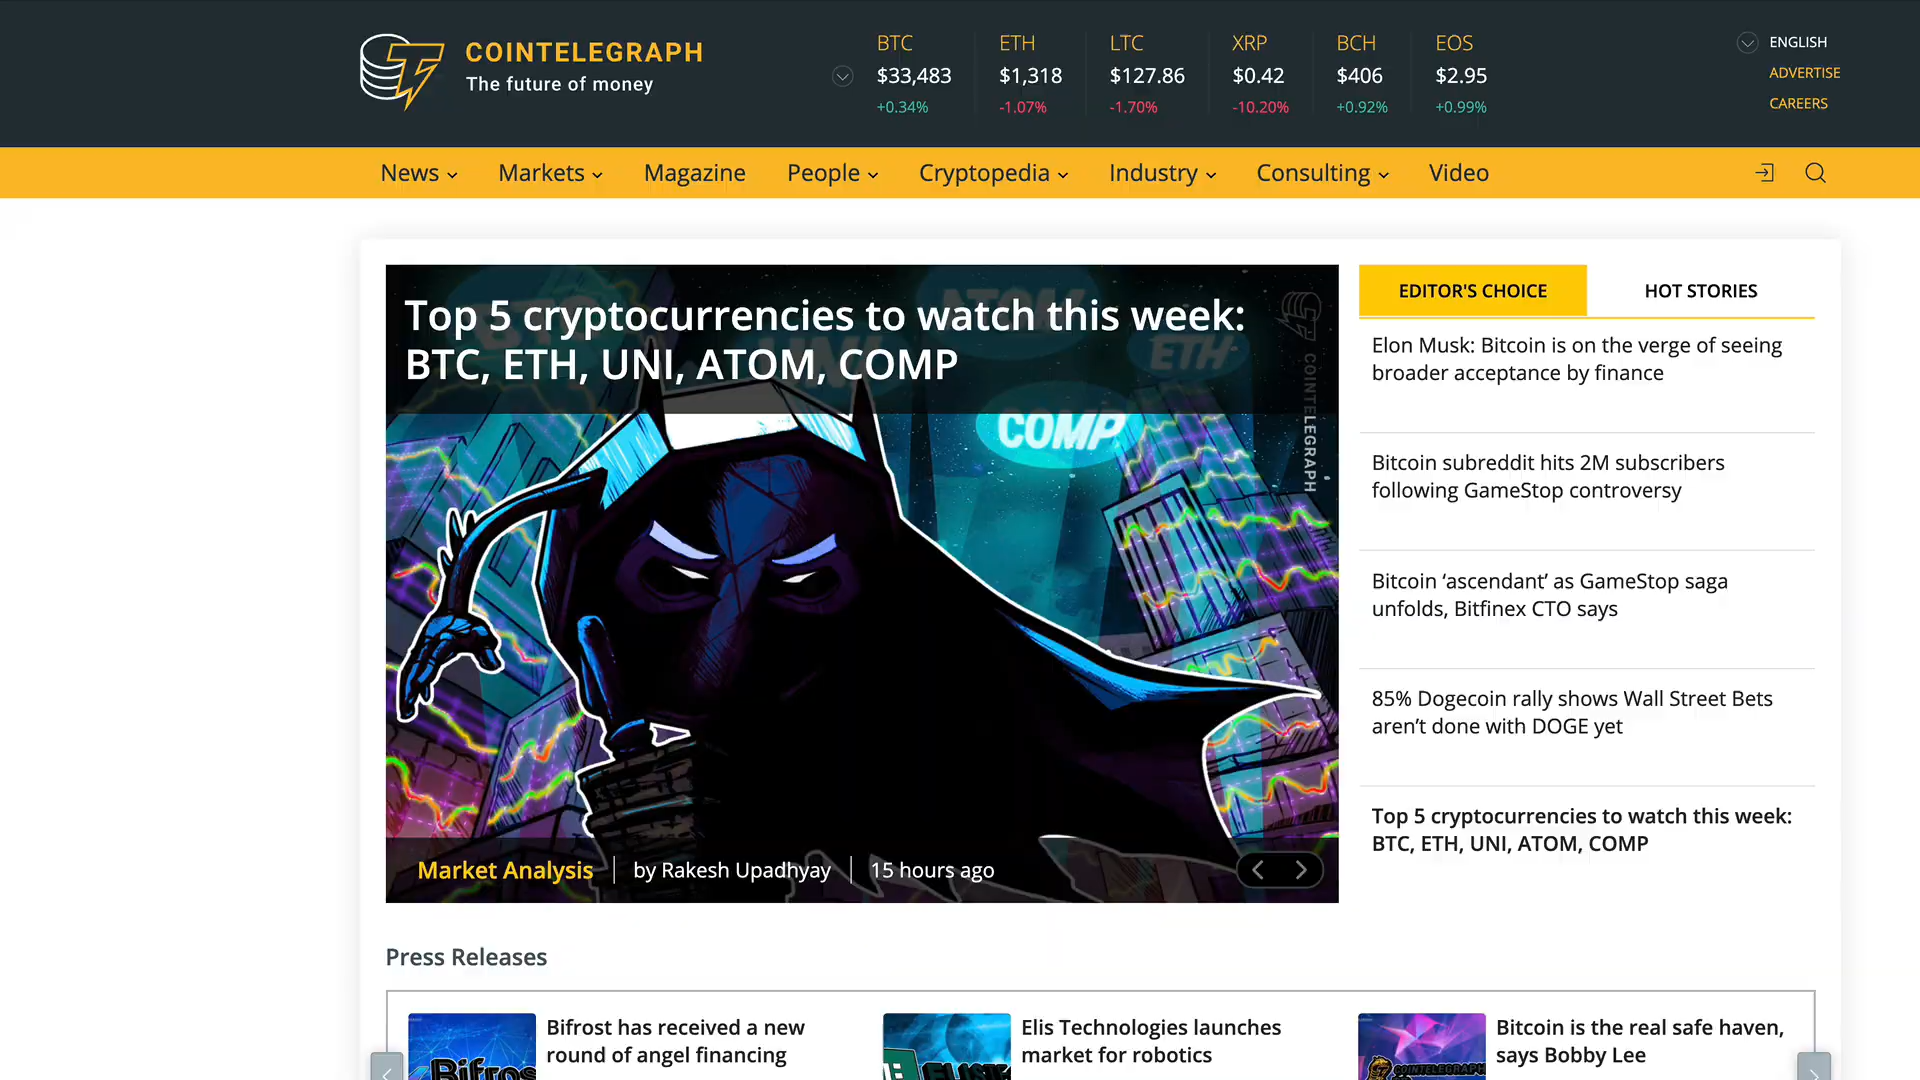 COINTELEGRAPH
The future of money
BTC
$33,483
+0.34%
ETH
$1,318
-1.07%
LTC
$127.86
-1.70%
XRP
$0.42
-10.20%
BCH
$406
+0.92%
EOS
$2.95
+0.99%
ENGLISH
ADVERTISE
CAREERS
News
Markets
Magazine
People
Cryptopedia
Industry
Consulting
Video
Top 5 cryptocurrencies to watch this week:
BTC, ETH, UNI, ATOM, COMP
BTC
ATOM
UNI
ETH
COMP
COINTELEGRAPH
Market Analysis
by Rakesh Upadhyay
15 hours ago
EDITOR'S CHOICE
HOT STORIES
Elon Musk: Bitcoin is on the verge of seeing
broader acceptance by finance
Bitcoin subreddit hits 2M subscribers
following GameStop controversy
Bitcoin ‘ascendant’ as GameStop saga
unfolds, Bitfinex CTO says
85% Dogecoin rally shows Wall Street Bets
aren’t done with DOGE yet
Top 5 cryptocurrencies to watch this week:
BTC, ETH, UNI, ATOM, COMP
Press Releases
Bifrost has received a new
round of angel financing
Bifros
Elis Technologies launches
market for robotics
Bitcoin is the real safe haven,
says Bobby Lee
COINTELEGRAPH